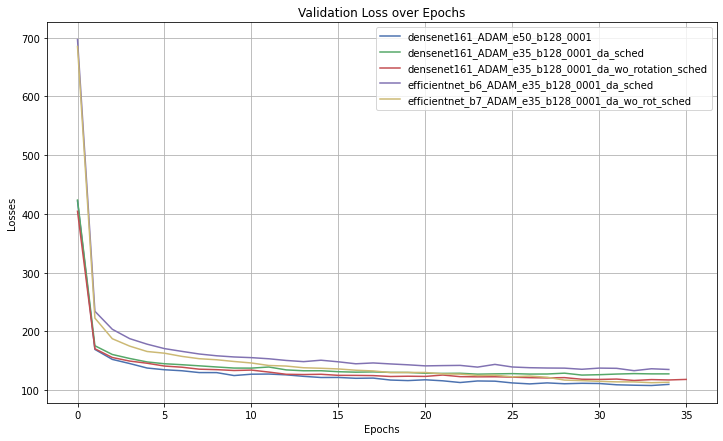 Validation Loss over Epochs
densenet161_ADAM_e50_b128_0001
densenet161_ADAM_e35_b128_0001_da_sched
densenet161_ADAM_e35_b128_0001_da_wo_rotation_sched
efficientnet_b6_ADAM_e35_b128_0001_da_sched
efficientnet_b7_ADAM_e35_b128_0001_da_wo_rot_sched
Losses
700
600
500
400
300
200
100
0 5 10 15 20 25 30 35
Epochs